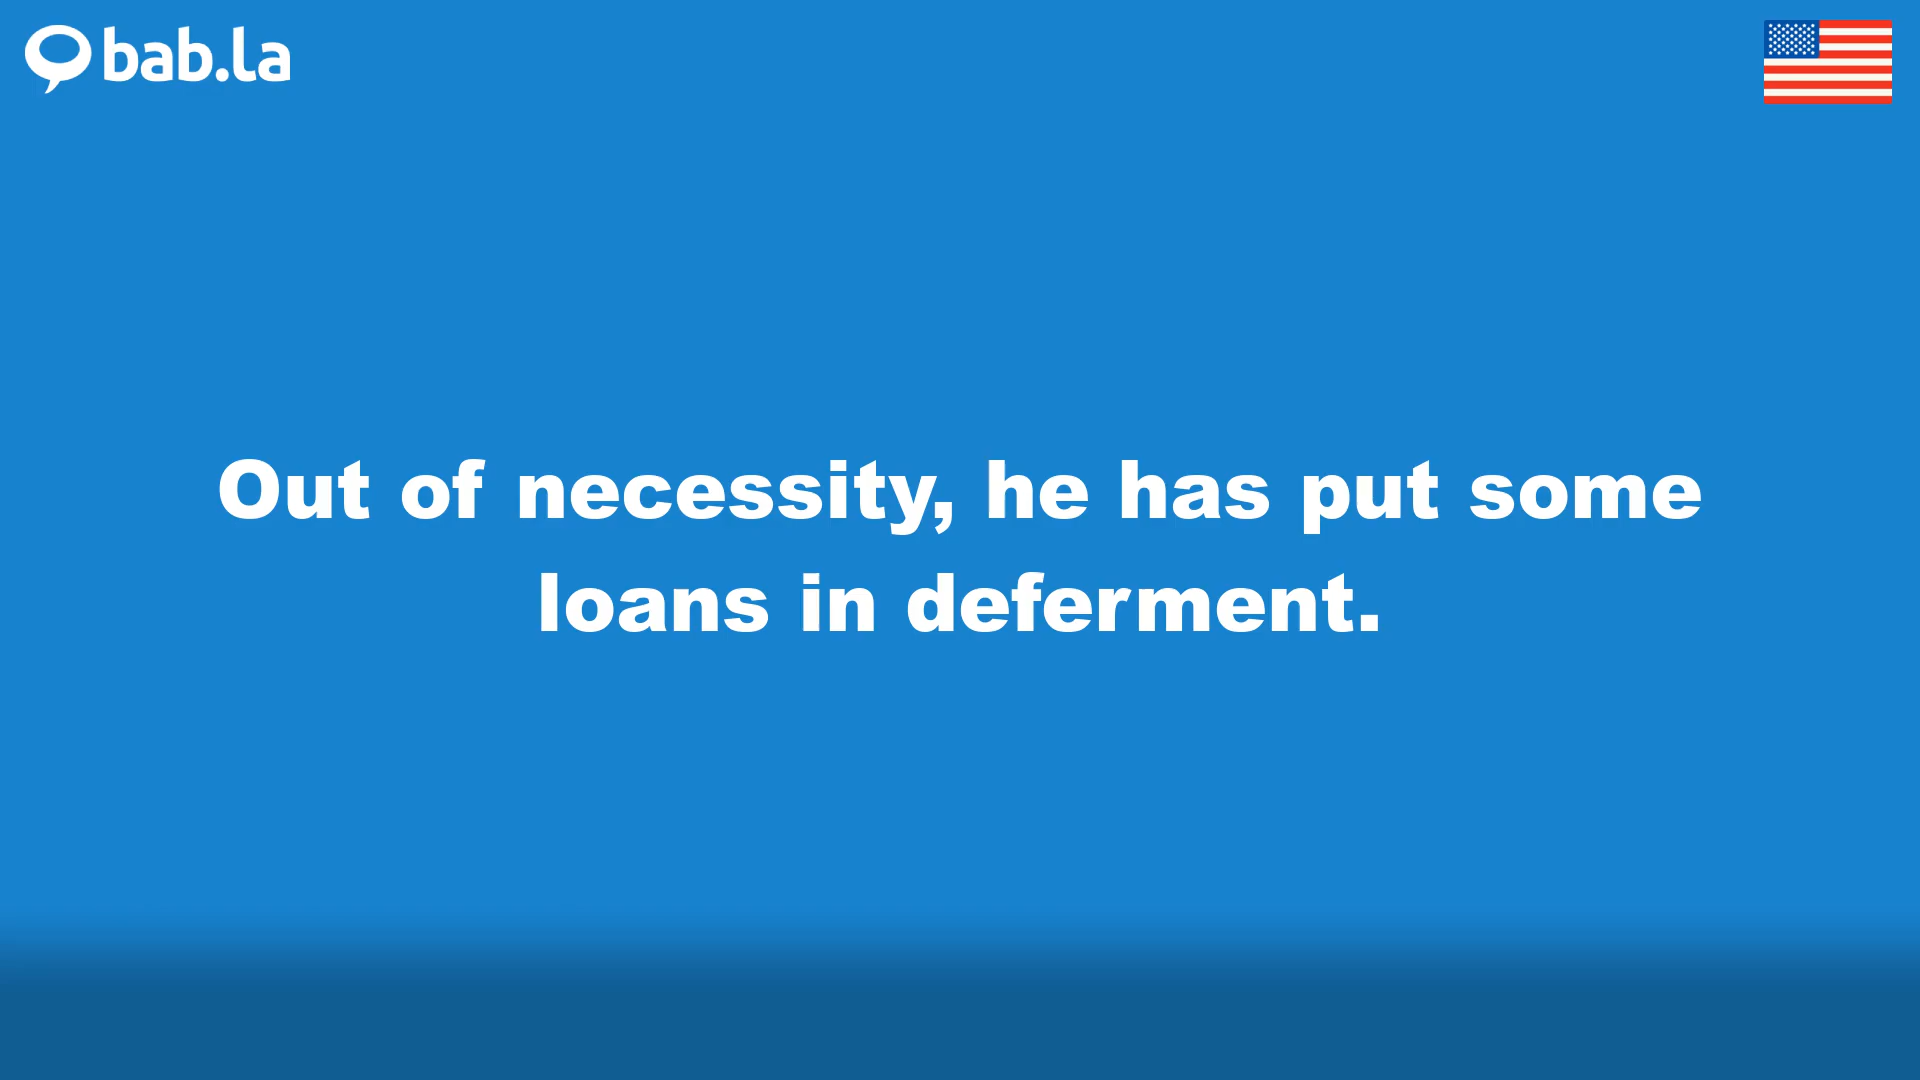 bab.la
Out of necessity, he has put some
loans in deferment.